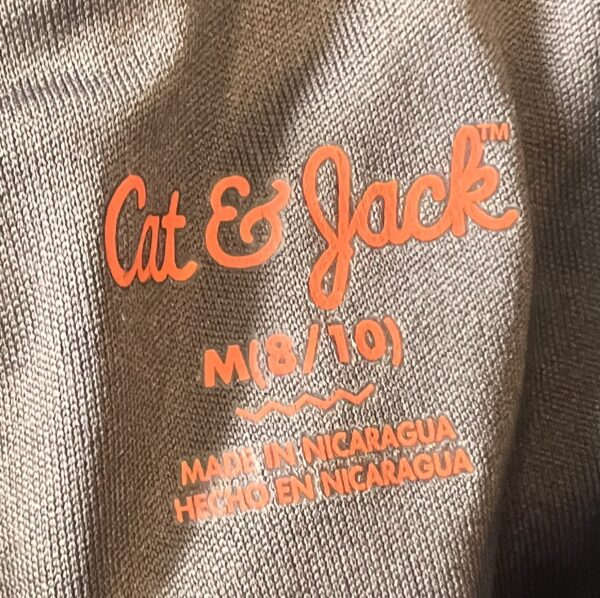 Cat & Jack™
M(8/10)
MADE IN NICARAGUA
HECHO EN NICARAGUA